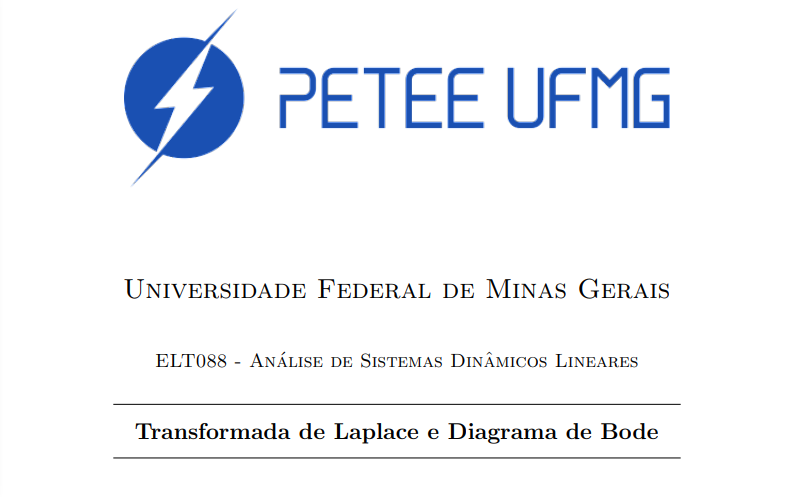 PETEE UFMG
Universidade Federal de Minas Gerais
ELT088 - Análise de Sistemas Dinâmicos Lineares
Transformada de Laplace e Diagrama de Bode